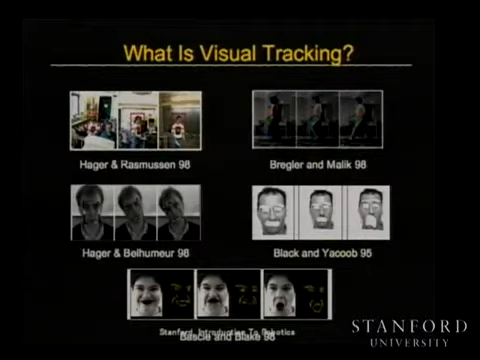 What Is Visual Tracking?
Hager & Rasmussen 98
Bregler and Malik 98
Hager & Belhumeur 98
Black and Yacoob 95
Stanford, Introduction To Robotics
Bascle and Blake 98
STANFORD
UNIVERSITY